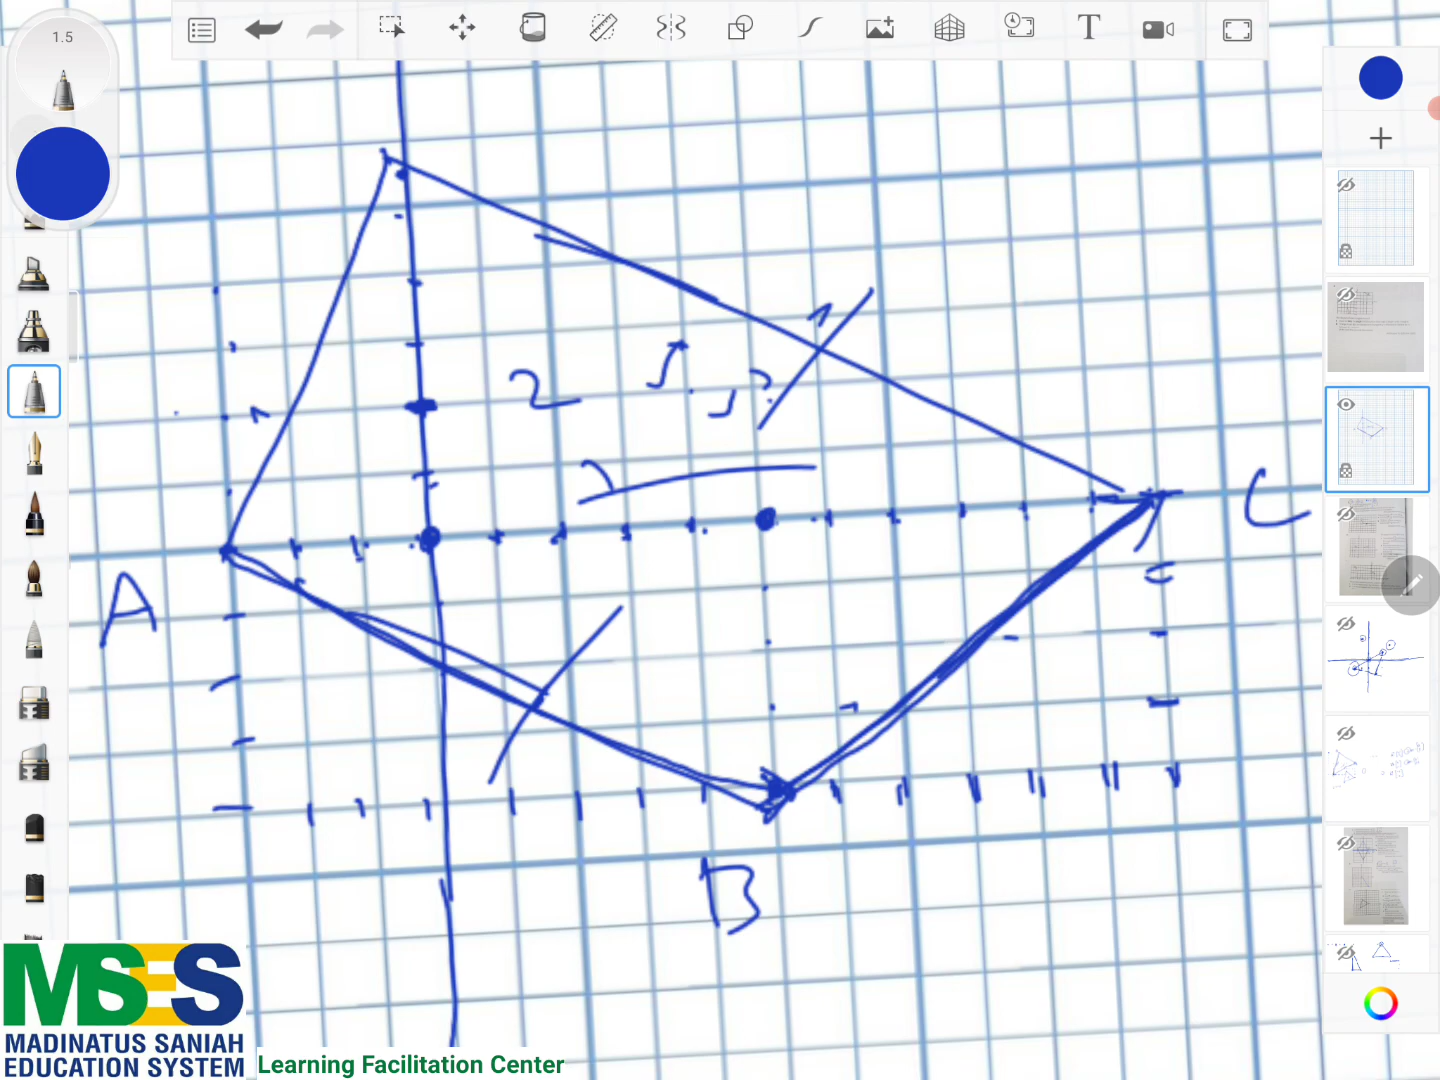 1.5
T
2
A
C
B
MSES
MADINATUS SANIAH
EDUCATION SYSTEM
Learning Facilitation Center